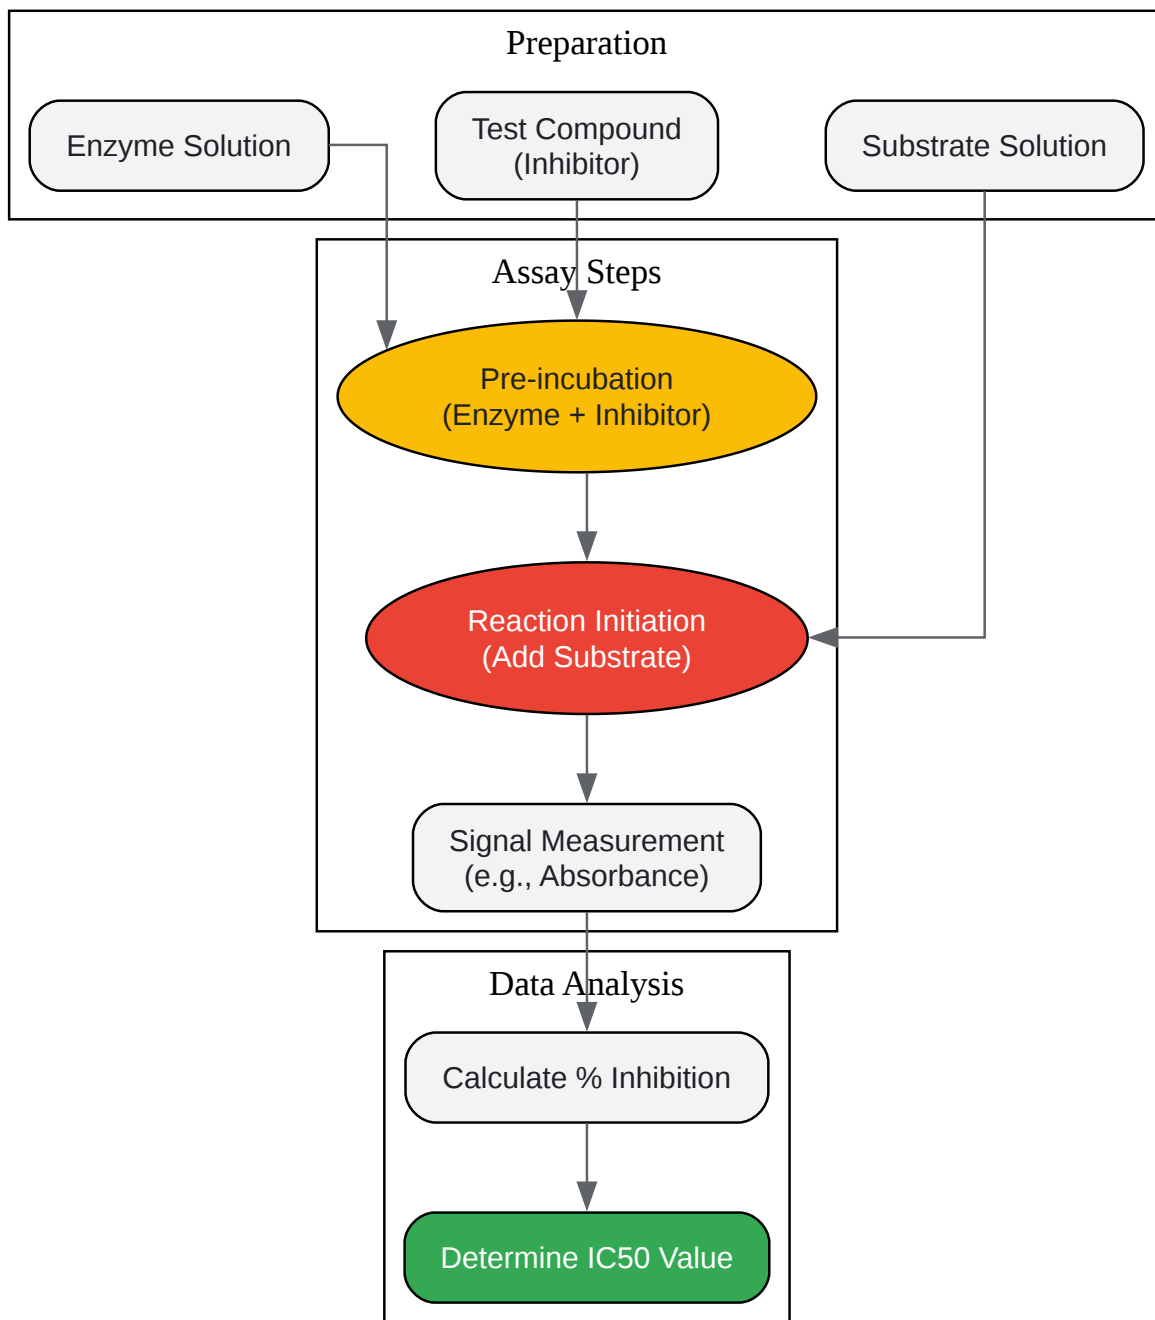 Preparation
Enzyme Solution
Test Compound
(Inhibitor)
Substrate Solution
Assay Steps
Pre-incubation
(Enzyme + Inhibitor)
Reaction Initiation
(Add Substrate)
Signal Measurement
(e.g., Absorbance)
Data Analysis
Calculate % Inhibition
Determine IC50 Value